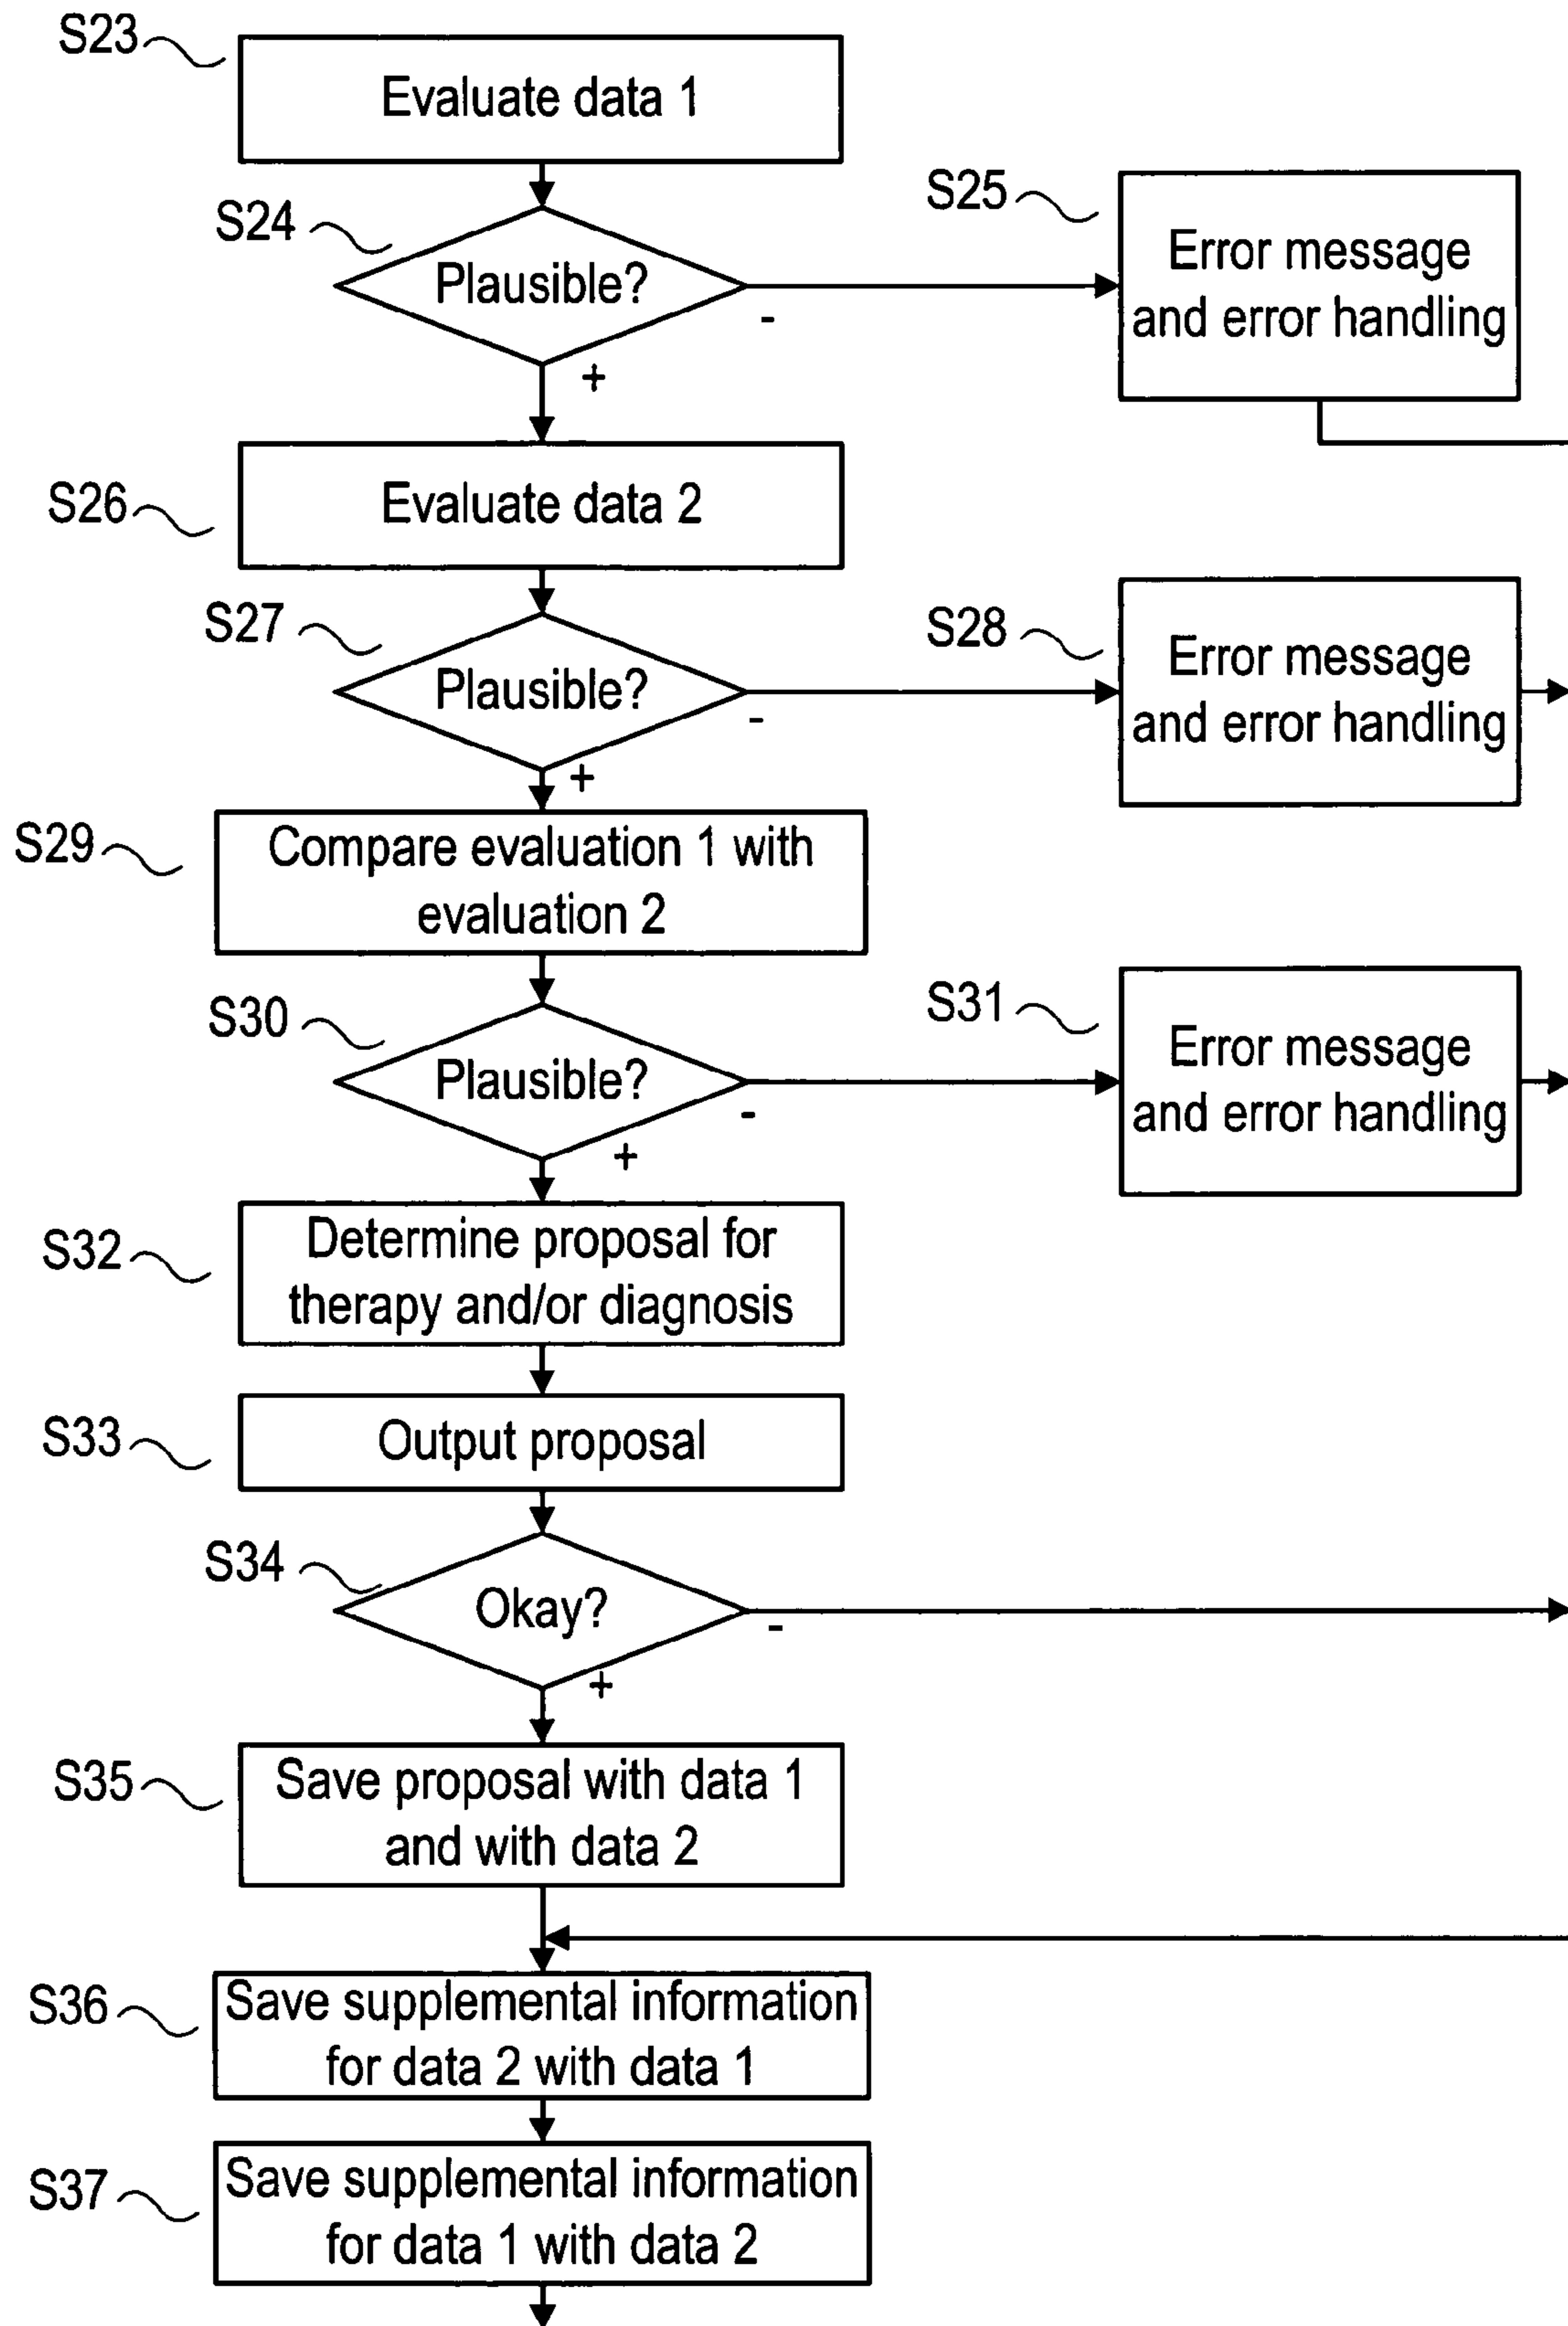 S23
Evaluate data 1
S24
Plausible?
-
+
S25
Error message
and error handling
S26
Evaluate data 2
S27
Plausible?
-
+
S28
Error message
and error handling
S29
Compare evaluation 1 with
evaluation 2
S30
Plausible?
-
+
S31
Error message
and error handling
S32
Determine proposal for
therapy and/or diagnosis
S33
Output proposal
S34
Okay?
-
+
S35
Save proposal with data 1
and with data 2
S36
Save supplemental information
for data 2 with data 1
S37
Save supplemental information
for data 1 with data 2